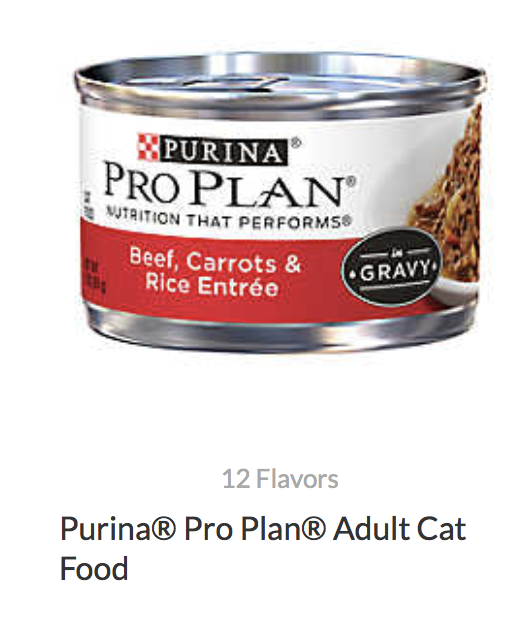 PURINA®
PRO PLAN®
NUTRITION THAT PERFORMS®
Beef, Carrots &
Rice Entrée
in
GRAVY
12 Flavors
Purina® Pro Plan® Adult Cat
Food